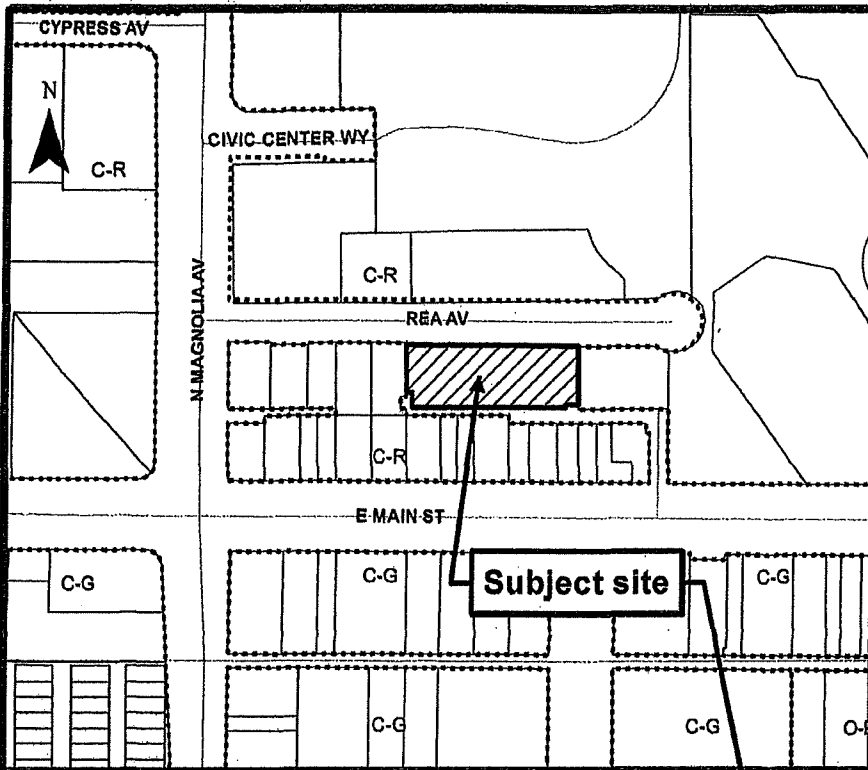 CYPRESS AV
N
CIVIC CENTER WY
C-R
C-R
N MAGNOLIA AV
REA AV
C-R
E MAIN ST
C-G
C-G
Subject site
C-G
C-G
C-G